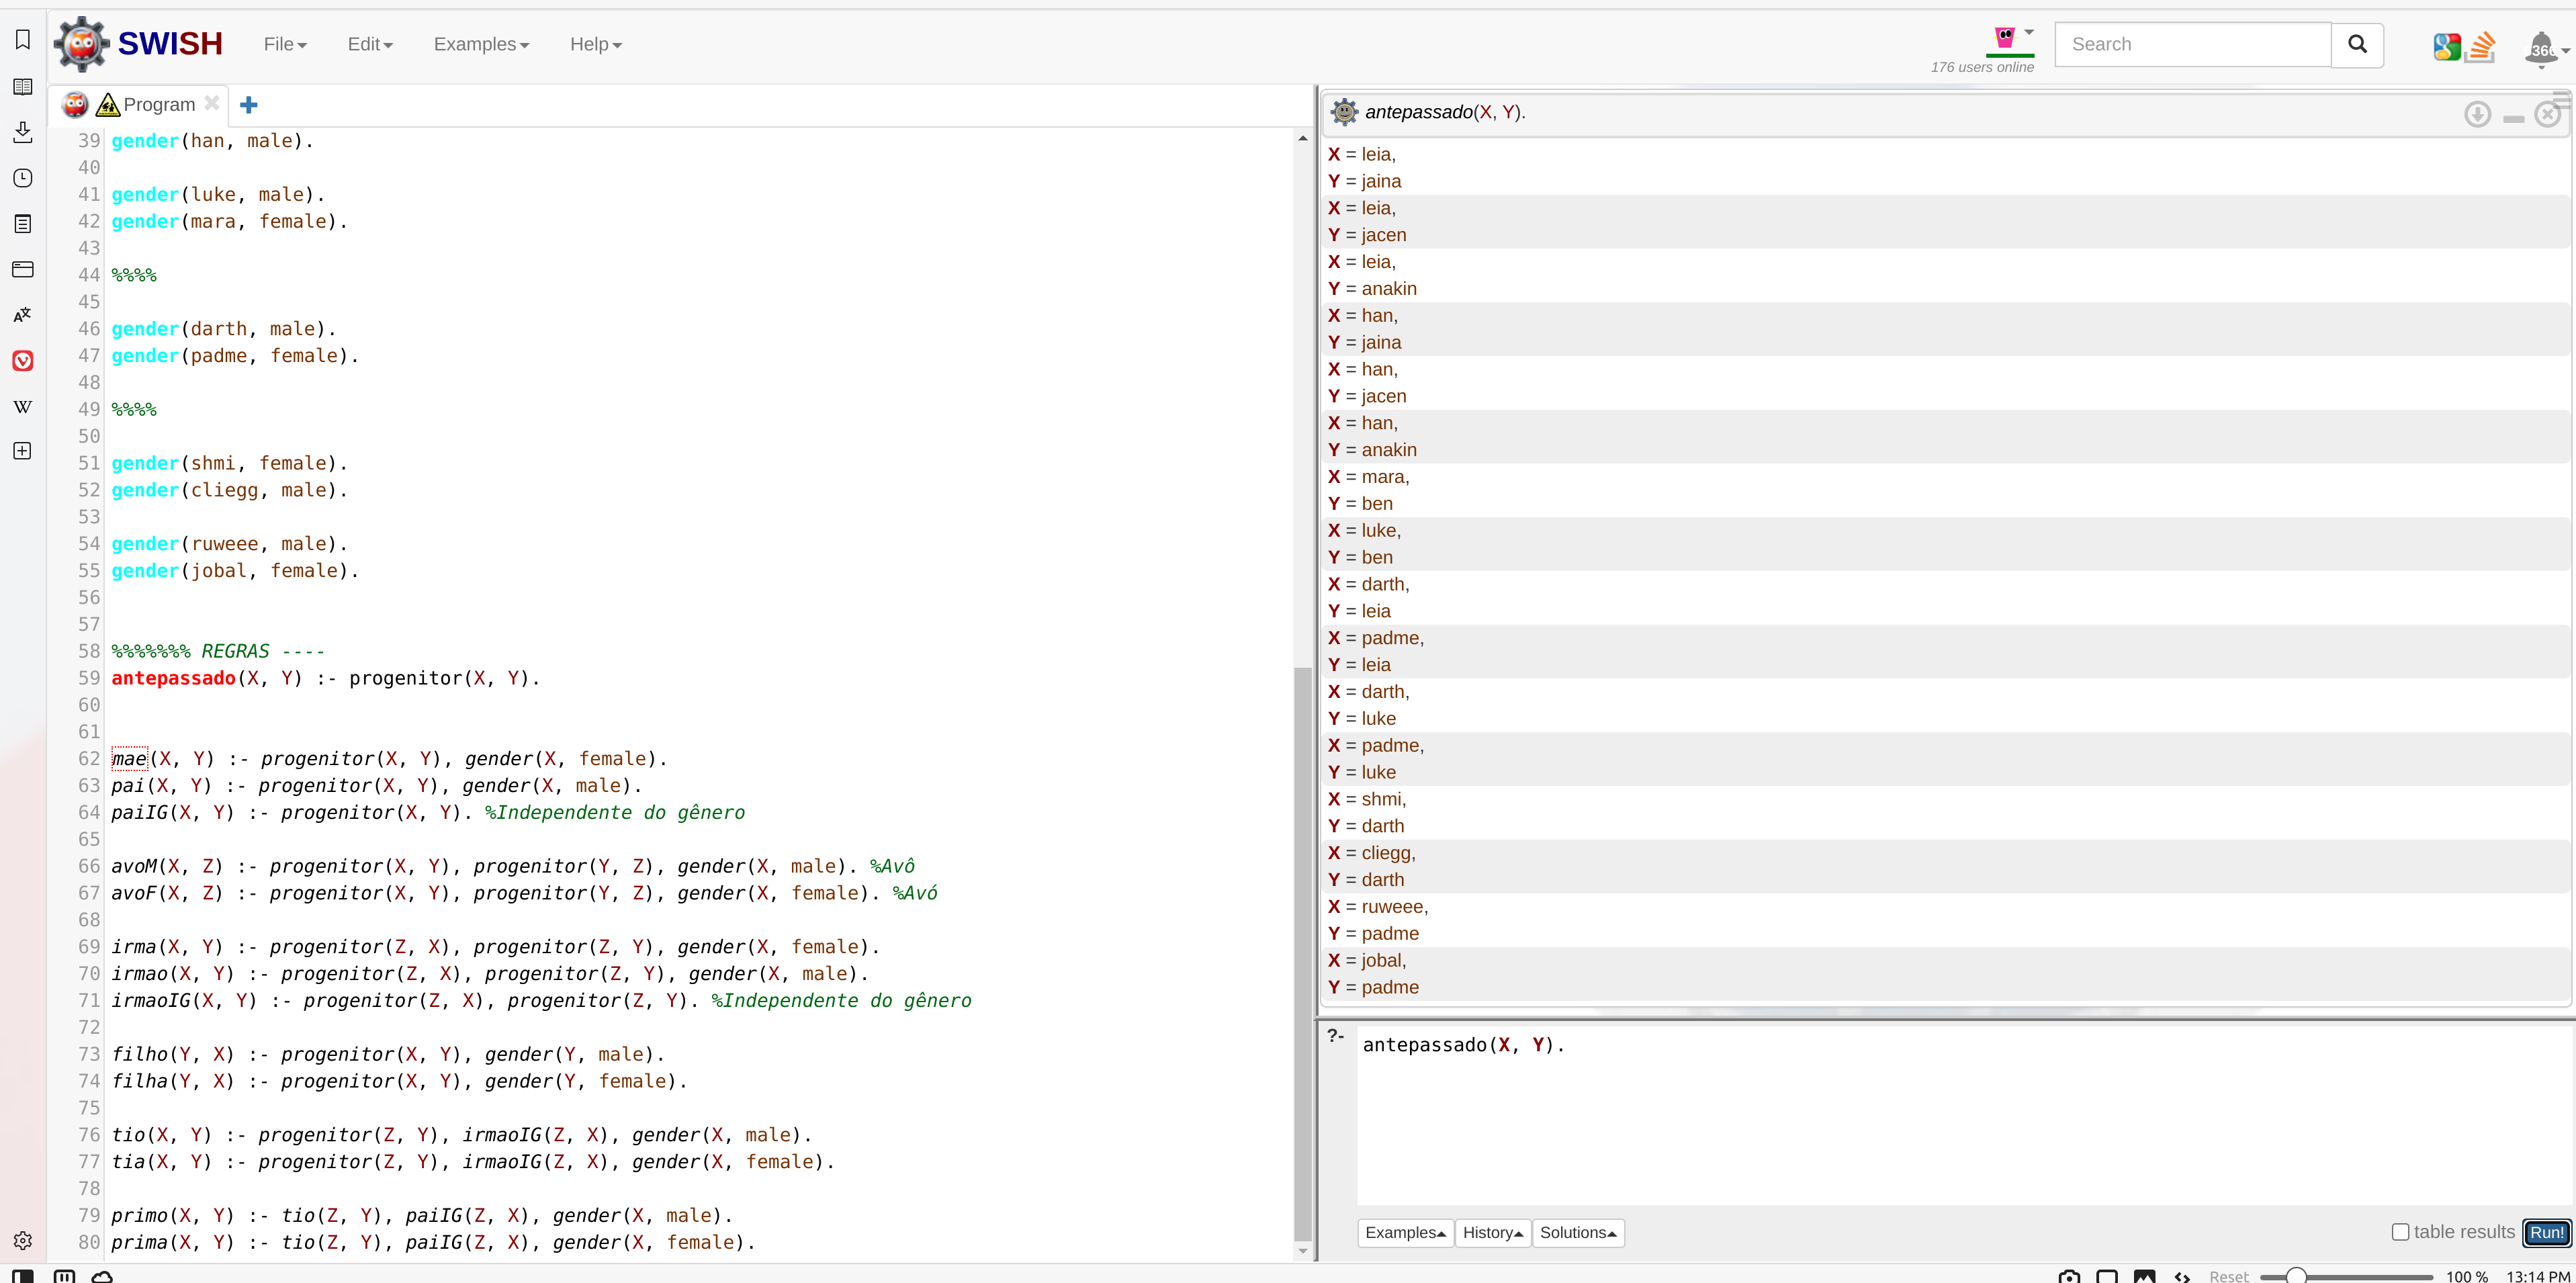 SWISH File Edit Examples Help
176 users online
Search
366
Program
39 gender(han, male).
40
41 gender(luke, male).
42 gender(mara, female).
43
44 %%%%
45
46 gender(darth, male).
47 gender(padme, female).
48
49 %%%%
50
51 gender(shmi, female).
52 gender(cliegg, male).
53
54 gender(ruweee, male).
55 gender(jobal, female).
56
57
58 %%%%%%% REGRAS ----
59 antepassado(X, Y) :- progenitor(X, Y).
60
61
62 mae(X, Y) :- progenitor(X, Y), gender(X, female).
63 pai(X, Y) :- progenitor(X, Y), gender(X, male).
64 paiIG(X, Y) :- progenitor(X, Y). %Independente do gênero
65
66 avoM(X, Z) :- progenitor(X, Y), progenitor(Y, Z), gender(X, male). %Avô
67 avoF(X, Z) :- progenitor(X, Y), progenitor(Y, Z), gender(X, female). %Avó
68
69 irma(X, Y) :- progenitor(Z, X), progenitor(Z, Y), gender(X, female).
70 irmao(X, Y) :- progenitor(Z, X), progenitor(Z, Y), gender(X, male).
71 irmaoIG(X, Y) :- progenitor(Z, X), progenitor(Z, Y). %Independente do gênero
72
73 filho(Y, X) :- progenitor(X, Y), gender(Y, male).
74 filha(Y, X) :- progenitor(X, Y), gender(Y, female).
75
76 tio(X, Y) :- progenitor(Z, Y), irmaoIG(Z, X), gender(X, male).
77 tia(X, Y) :- progenitor(Z, Y), irmaoIG(Z, X), gender(X, female).
78
79 primo(X, Y) :- tio(Z, Y), paiIG(Z, X), gender(X, male).
80 prima(X, Y) :- tio(Z, Y), paiIG(Z, X), gender(X, female).
antepassado(X, Y).
X = leia,
Y = jaina
X = leia,
Y = jacen
X = leia,
Y = anakin
X = han,
Y = jaina
X = han,
Y = jacen
X = han,
Y = anakin
X = mara,
Y = ben
X = luke,
Y = ben
X = darth,
Y = leia
X = padme,
Y = leia
X = darth,
Y = luke
X = padme,
Y = luke
X = shmi,
Y = darth
X = cliegg,
Y = darth
X = ruweee,
Y = padme
X = jobal,
Y = padme
?- antepassado(X, Y).
Examples History Solutions table results Run!
Reset 100 % 13:14 PM